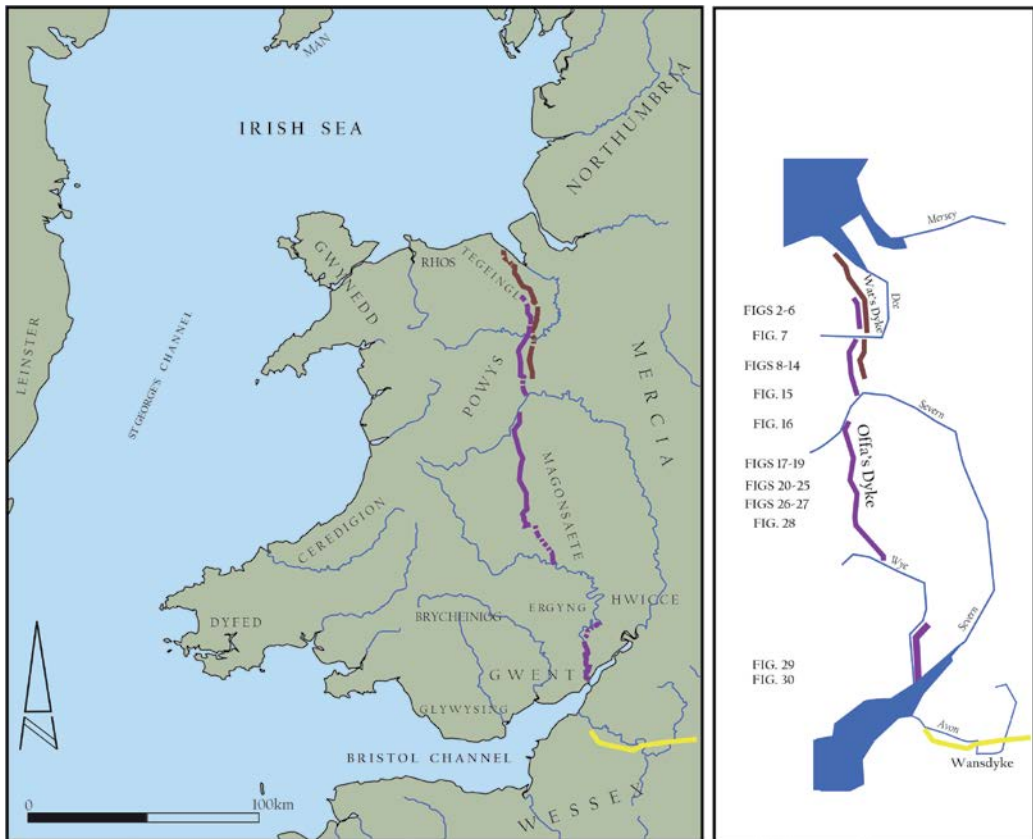 MAN
IRISH SEA
NORTHUMBRIA
GWYNEDD
RHOS
TEGEINGL
LEINSTER
ST GEORGE'S CHANNEL
POWYS
MERCIA
MAGONSAETE
CEREDIGION
DYFED
BRYCHEINIOG
ERGYNG
HWICCE
GWENT
GLYWYSING
BRISTOL CHANNEL
WESSEX
N
0 100km
Mersey
Wat's Dyke
Dee
FIGS 2-6
FIG. 7
FIGS 8-14
FIG. 15
Severn
FIG. 16
Offa's Dyke
FIGS 17-19
FIGS 20-25
FIGS 26-27
FIG. 28
Wye
Severn
FIG. 29
FIG. 30
Avon
Wansdyke